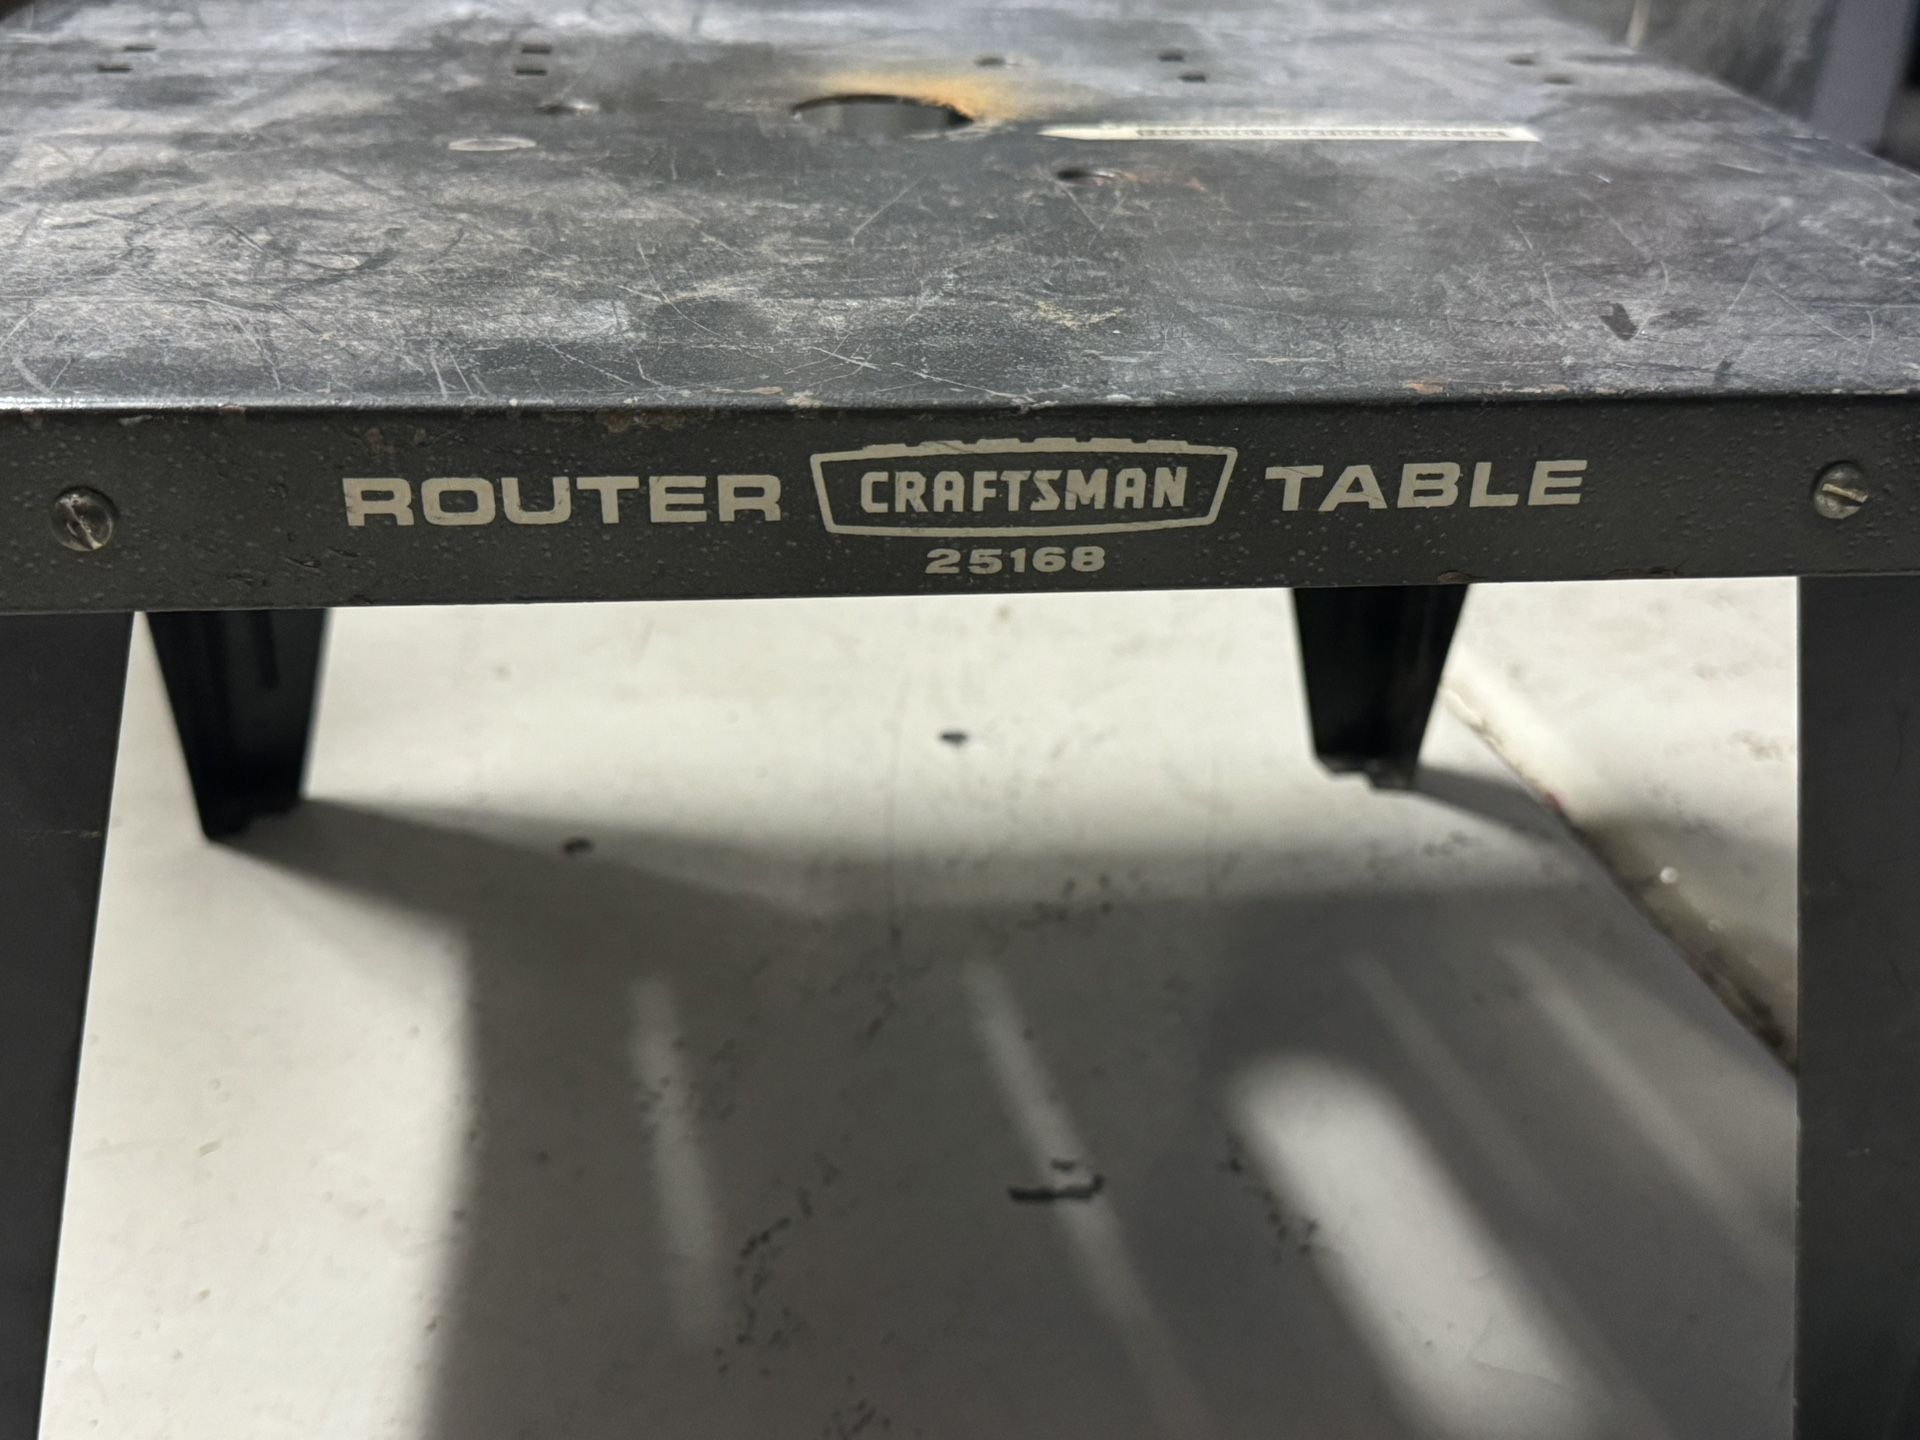 ROUTER CRAFTSMAN TABLE
25168